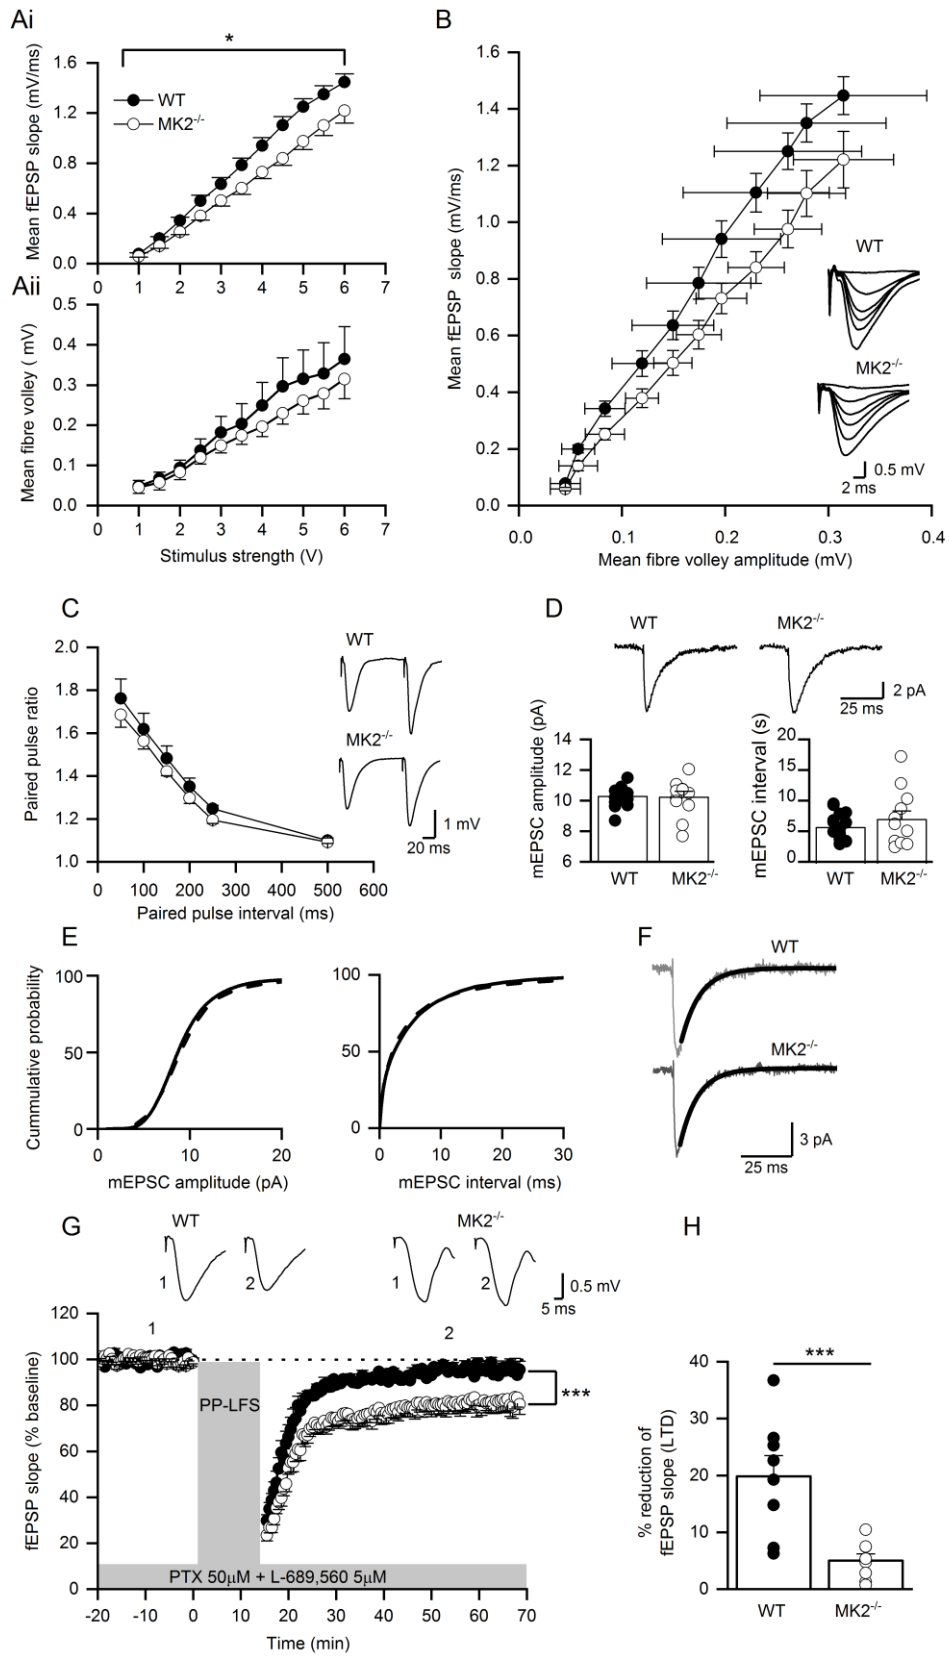 Ai
*
Mean fEPSP slope (mV/ms)
1.6
1.2
0.8
0.4
0.0
WT
MK2-/-
0 1 2 3 4 5 6 7
Aii
Mean fibre volley ( mV)
0.5
0.4
0.3
0.2
0.1
0.0
0 1 2 3 4 5 6 7
Stimulus strength (V)
B
Mean fEPSP slope (mV/ms)
1.6
1.4
1.2
1.0
0.8
0.6
0.4
0.2
0.0
0.0 0.1 0.2 0.3 0.4
Mean fibre volley amplitude (mV)
WT
MK2-/-
0.5 mV
2 ms
C
Paired pulse ratio
2.0
1.8
1.6
1.4
1.2
1.0
0 100 200 300 400 500 600
Paired pulse interval (ms)
WT
MK2-/-
1 mV
20 ms
D
WT
MK2-/-
2 pA
25 ms
mEPSC amplitude (pA)
14
12
10
8
6
WT MK2-/-
mEPSC interval (s)
20
15
10
5
0
WT MK2-/-
E
Cummulative probability
100
50
0
0 10 20
mEPSC amplitude (pA)
100
50
0
0 10 20 30
mEPSC interval (ms)
F
WT
MK2-/-
3 pA
25 ms
G
WT
MK2-/-
1
2
1
2
0.5 mV
5 ms
fEPSP slope (% baseline)
120
100
80
60
40
20
0
1
2
PP-LFS
***
PTX 50µM + L-689,560 5µM
-20 -10 0 10 20 30 40 50 60 70
Time (min)
H
% reduction of
fEPSP slope (LTD)
40
30
20
10
0
***
WT MK2-/-